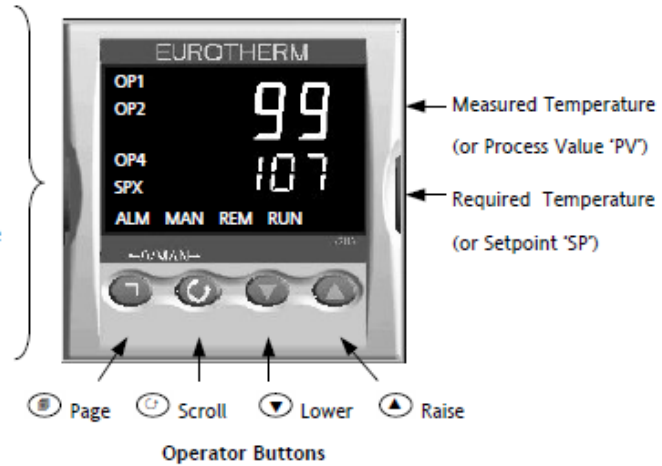 EUROTHERM
OP1
OP2
99
OP4
SPX
107
ALM MAN REM RUN
Measured Temperature
(or Process Value "PV")
Required Temperature
(or Setpoint "SP")
Page
Scroll
Lower
Raise
Operator Buttons